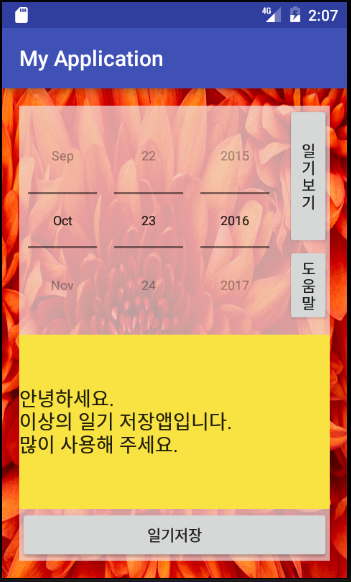 4G 2:07
My Application
Sep 22 2015
Oct 23 2016
Nov 24 2017
일기보기
도움말
안녕하세요.
이상의 일기 저장앱입니다.
많이 사용해 주세요.
일기저장